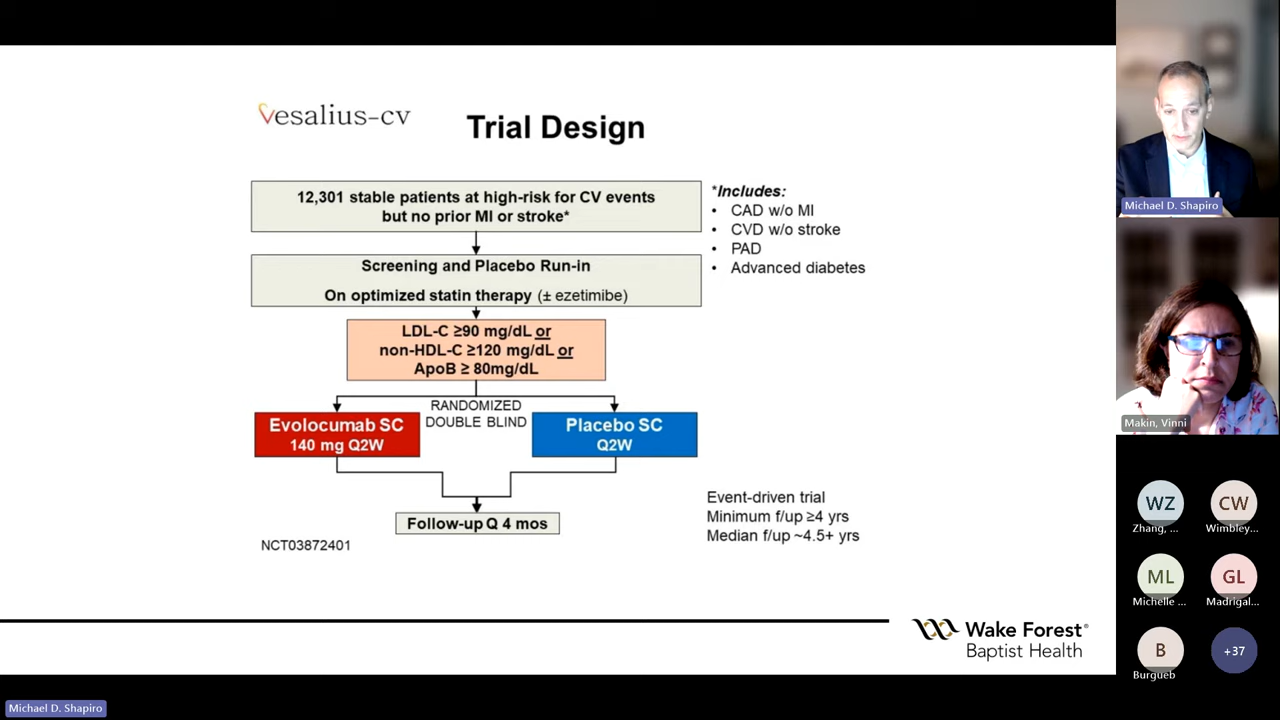 Vesalius-cv
Trial Design
12,301 stable patients at high-risk for CV events
but no prior MI or stroke*
*Includes:
• CAD w/o MI
• CVD w/o stroke
• PAD
• Advanced diabetes
Screening and Placebo Run-in
On optimized statin therapy (± ezetimibe)
LDL-C ≥90 mg/dL or
non-HDL-C ≥120 mg/dL or
ApoB ≥ 80mg/dL
RANDOMIZED
DOUBLE BLIND
Evolocumab SC
140 mg Q2W
Placebo SC
Q2W
Follow-up Q 4 mos
Event-driven trial
Minimum f/up ≥4 yrs
Median f/up ~4.5+ yrs
NCT03872401
Wake Forest®
Baptist Health
Michael D. Shapiro
Michael D. Shapiro
Makin, Vinni
WZ
Zhang, ...
CW
Wimbley...
ML
Michelle ...
GL
Madrigal...
B
Burgueb
+37